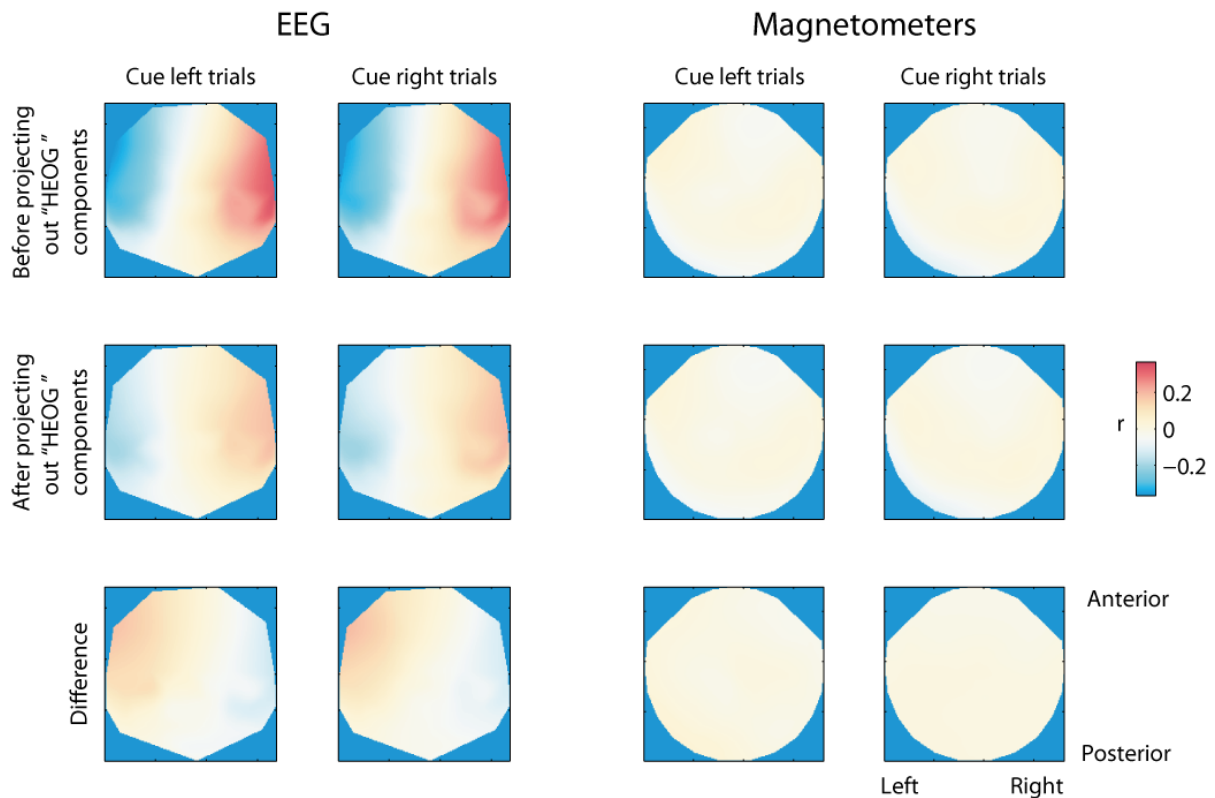 EEG
Magnetometers
Cue left trials
Cue right trials
Cue left trials
Cue right trials
Before projecting
out “HEOG ”
components
After projecting
out “HEOG ”
components
r
0.2
0
−0.2
Difference
Anterior
Posterior
Left
Right